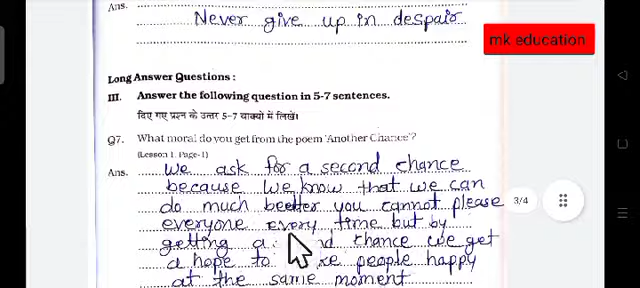 Ans. Never give up in despair
mk education
Long Answer Questions :
III. Answer the following question in 5-7 sentences.
दिए गए प्रश्न के उत्तर 5-7 वाक्यों में लिखें।
Q7. What moral do you get from the poem 'Another Chance'?
(Lesson 1, Page-1)
Ans. We ask for a second chance
because we know that we can
do much better you cannot please
everyone every time but by
3/4
getting a nd chance we get
a hope to ke people happy
at the same moment